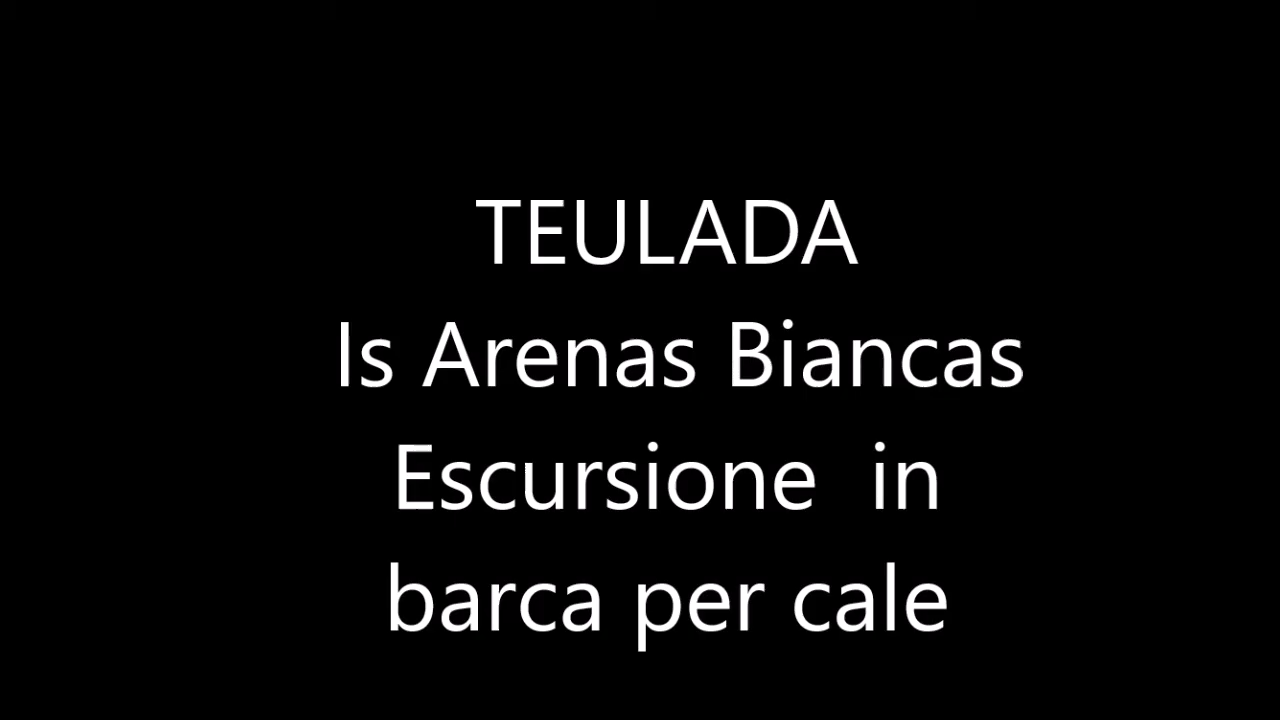 TEULADA
Is Arenas Biancas
Escursione  in
barca per cale